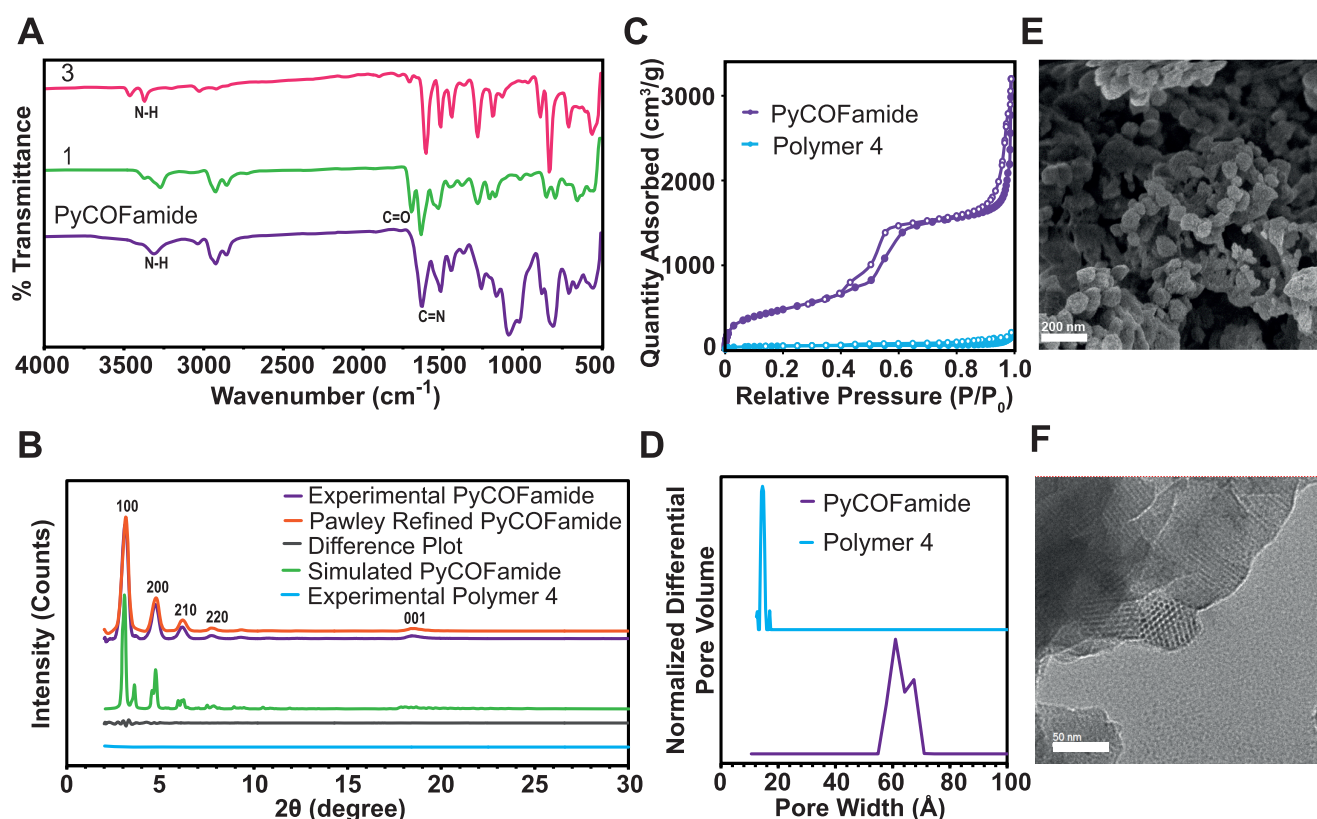 A
3
N-H
1
C=O
PyCOFamide
N-H
C=N
% Transmittance
4000 3500 3000 2500 2000 1500 1000 500
Wavenumber (cm⁻¹)
B
100
200
210
220
001
Experimental PyCOFamide
Pawley Refined PyCOFamide
Difference Plot
Simulated PyCOFamide
Experimental Polymer 4
Intensity (Counts)
0 5 10 15 20 25 30
2θ (degree)
C
Quantity Adsorbed (cm³/g)
3000
2000
1000
0
PyCOFamide
Polymer 4
0 0.2 0.4 0.6 0.8 1.0
Relative Pressure (P/P₀)
D
Normalized Differential
Pore Volume
PyCOFamide
Polymer 4
0 20 40 60 80 100
Pore Width (Å)
E
200 nm
F
50 nm